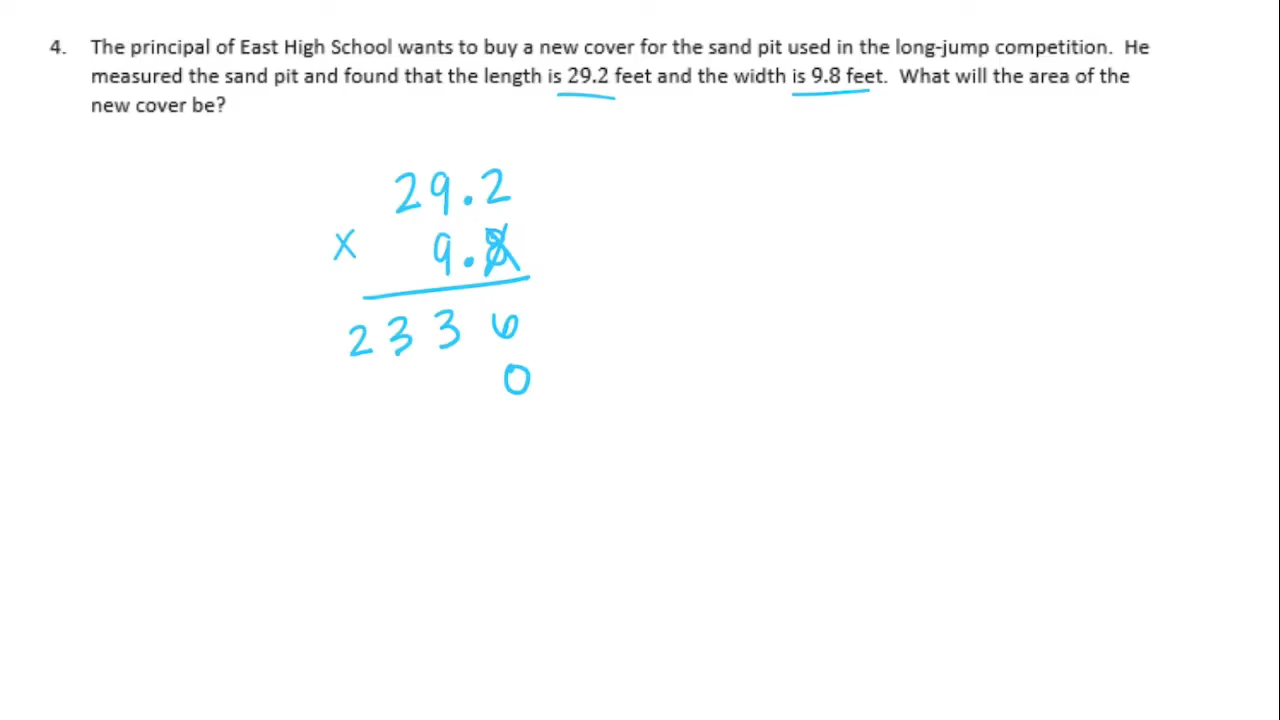 4. The principal of East High School wants to buy a new cover for the sand pit used in the long-jump competition. He
measured the sand pit and found that the length is 29.2 feet and the width is 9.8 feet. What will the area of the
new cover be?
29.2
x 9.8
2336
0